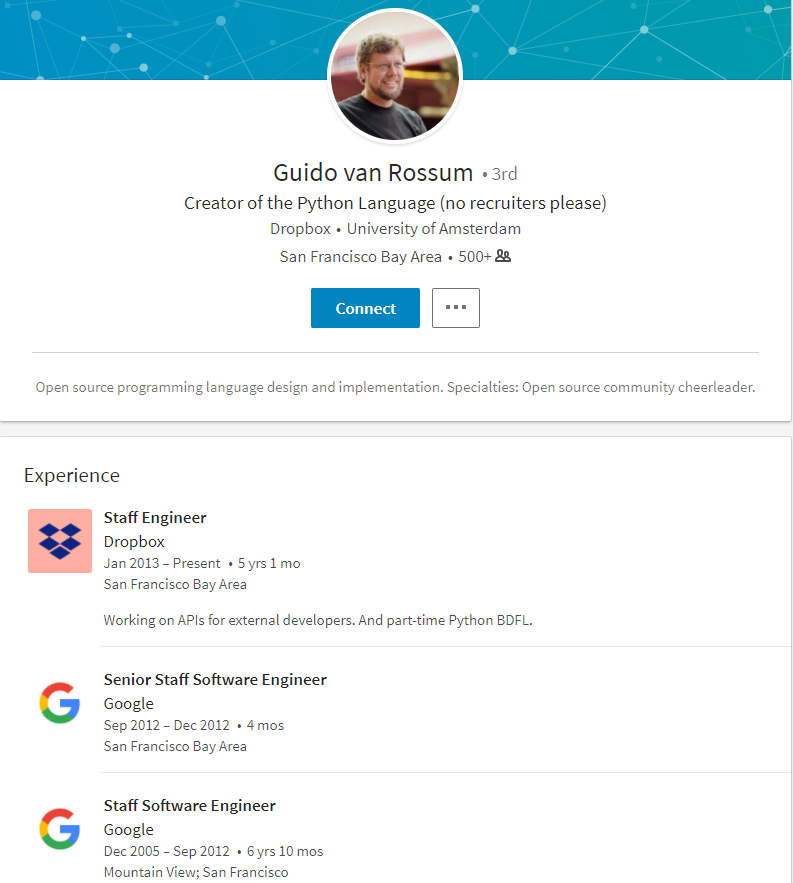 Guido van Rossum • 3rd
Creator of the Python Language (no recruiters please)
Dropbox • University of Amsterdam
San Francisco Bay Area • 500+
Connect
Open source programming language design and implementation. Specialties: Open source community cheerleader.
Experience
Staff Engineer
Dropbox
Jan 2013 – Present • 5 yrs 1 mo
San Francisco Bay Area
Working on APIs for external developers. And part-time Python BDFL.
Senior Staff Software Engineer
Google
Sep 2012 – Dec 2012 • 4 mos
San Francisco Bay Area
Staff Software Engineer
Google
Dec 2005 – Sep 2012 • 6 yrs 10 mos
Mountain View; San Francisco